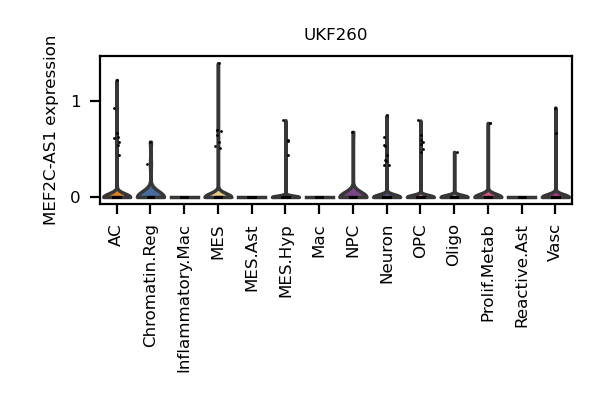 UKF260
MEF2C-AS1 expression
1
0
AC
Chromatin.Reg
Inflammatory.Mac
MES
MES.Ast
MES.Hyp
Mac
NPC
Neuron
OPC
Oligo
Prolif.Metab
Reactive.Ast
Vasc